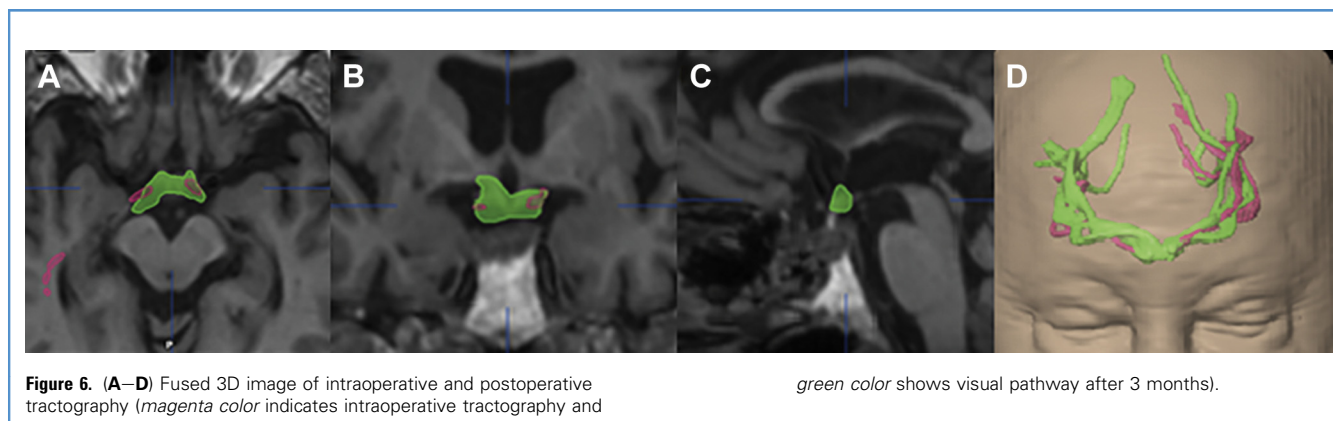 A B C D
Figure 6. (A–D) Fused 3D image of intraoperative and postoperative
tractography (magenta color indicates intraoperative tractography and
green color shows visual pathway after 3 months).